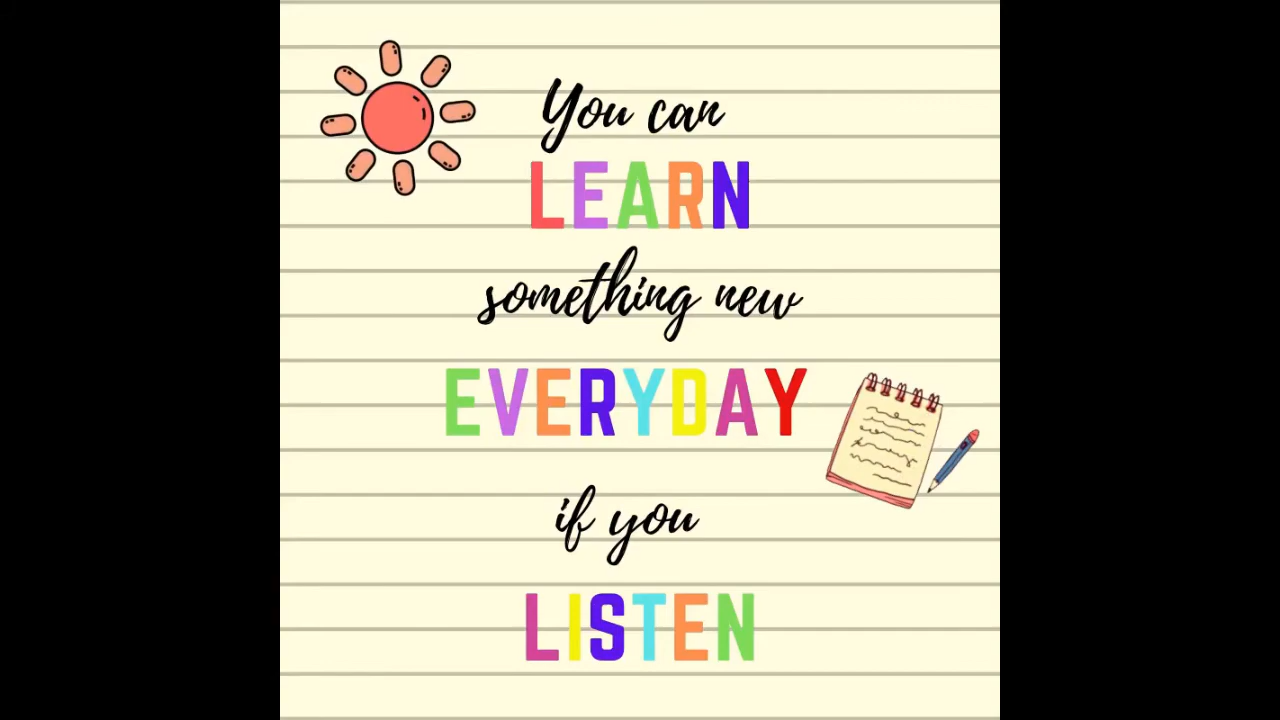 You can
LEARN
something new
EVERYDAY
if you
LISTEN